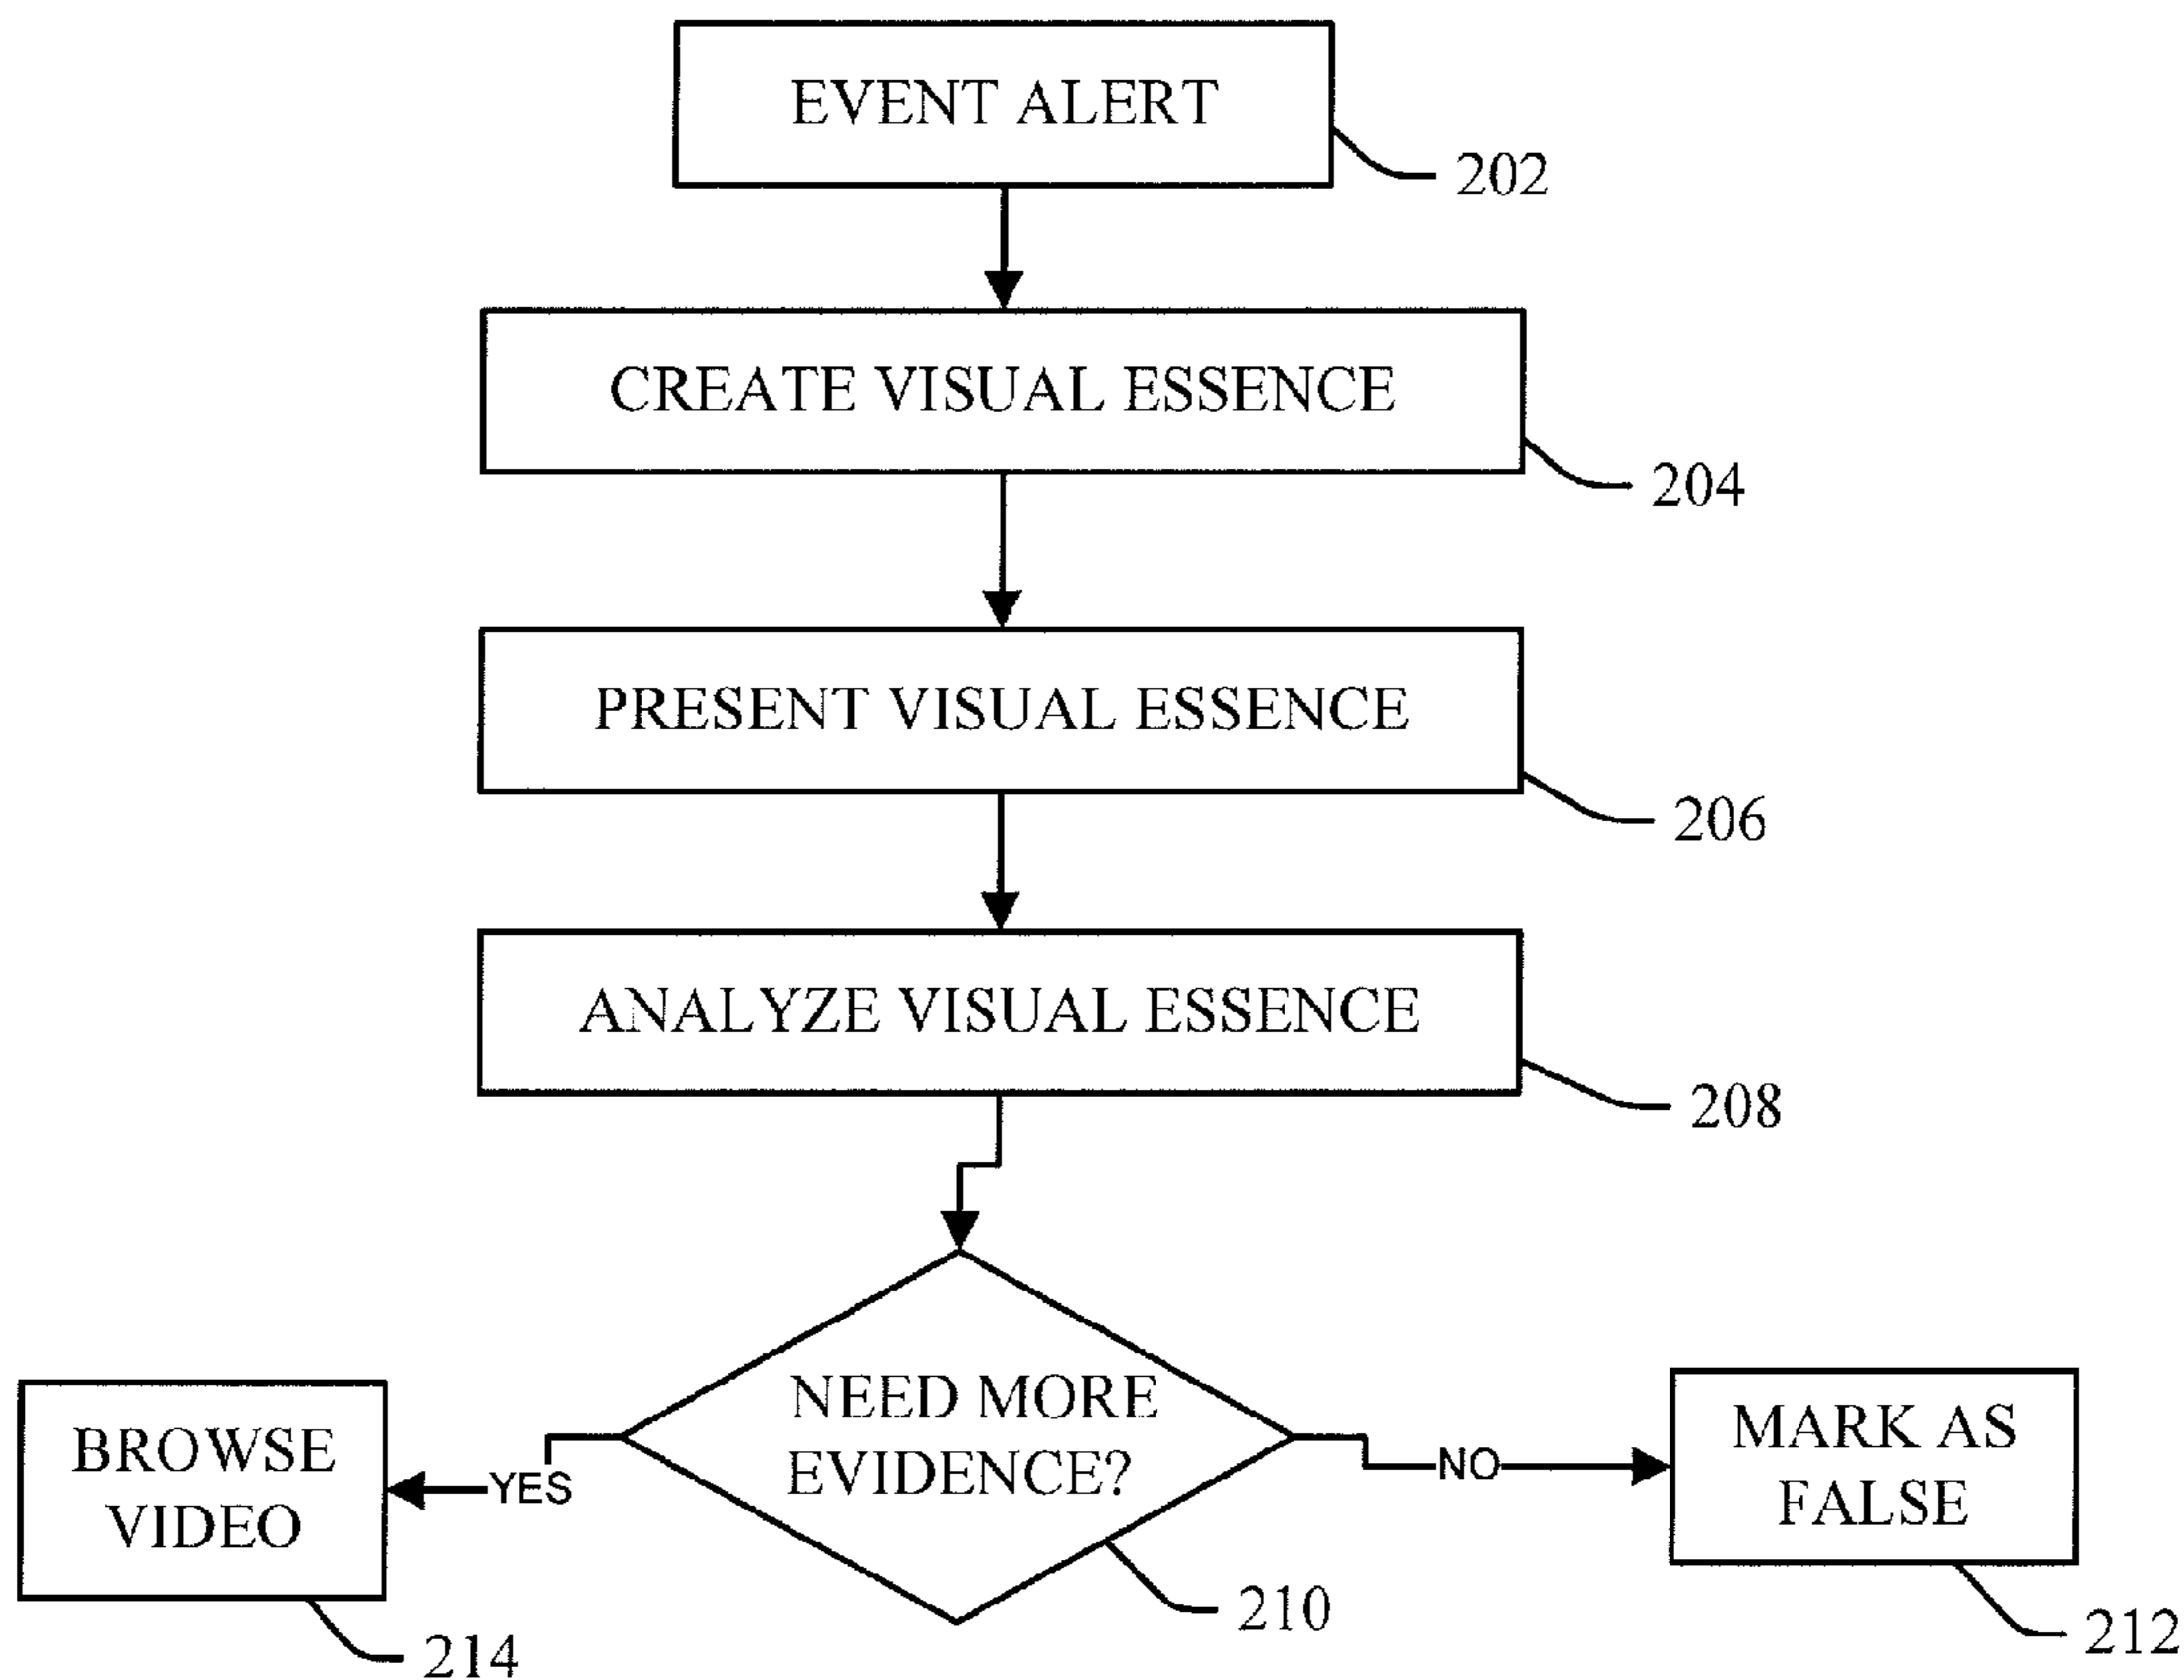 EVENT ALERT
202
CREATE VISUAL ESSENCE
204
PRESENT VISUAL ESSENCE
206
ANALYZE VISUAL ESSENCE
208
NEED MORE
EVIDENCE?
210
YES
BROWSE
VIDEO
214
NO
MARK AS
FALSE
212